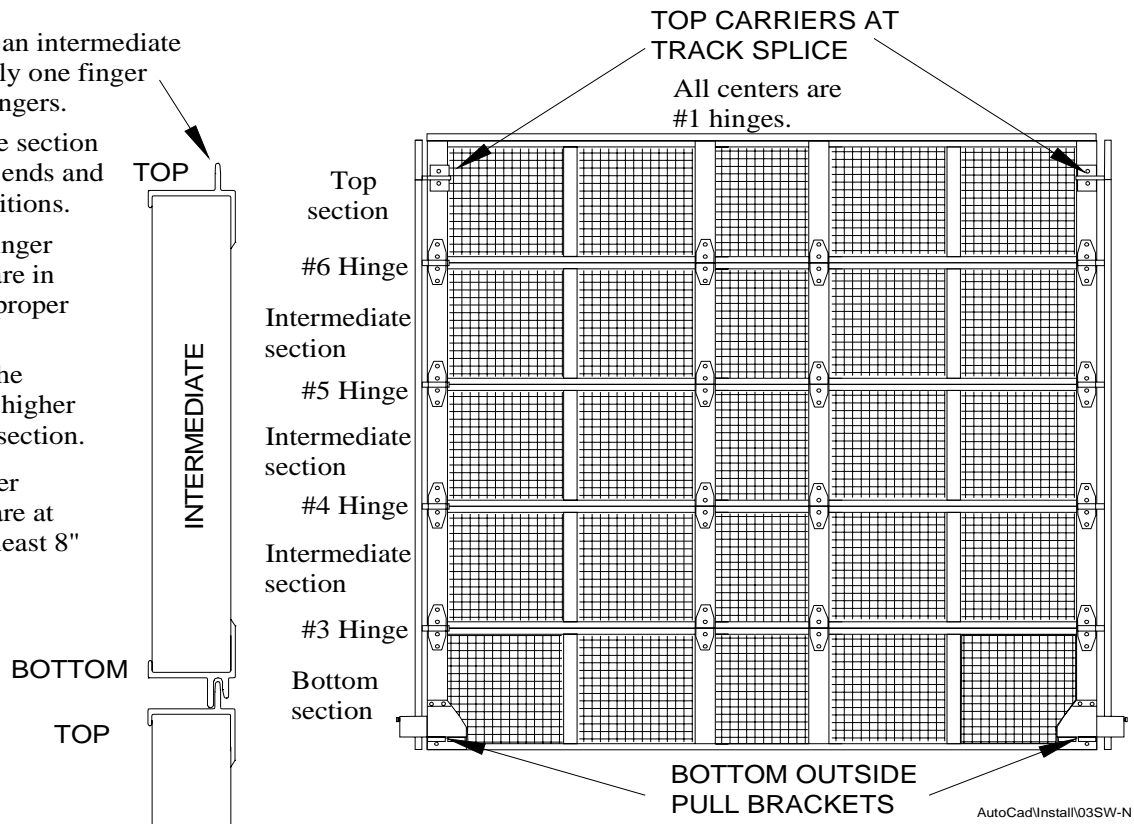 an intermediate
ly one finger
ngers.
e section
ends and
itions.
nger
are in
proper
he
higher
section.
er
are at
least 8"
TOP
INTERMEDIATE
BOTTOM
TOP
TOP CARRIERS AT
TRACK SPLICE
All centers are
#1 hinges.
Top
section
#6 Hinge
Intermediate
section
#5 Hinge
Intermediate
section
#4 Hinge
Intermediate
section
#3 Hinge
Bottom
section
BOTTOM OUTSIDE
PULL BRACKETS
AutoCad\Install\03SW-N